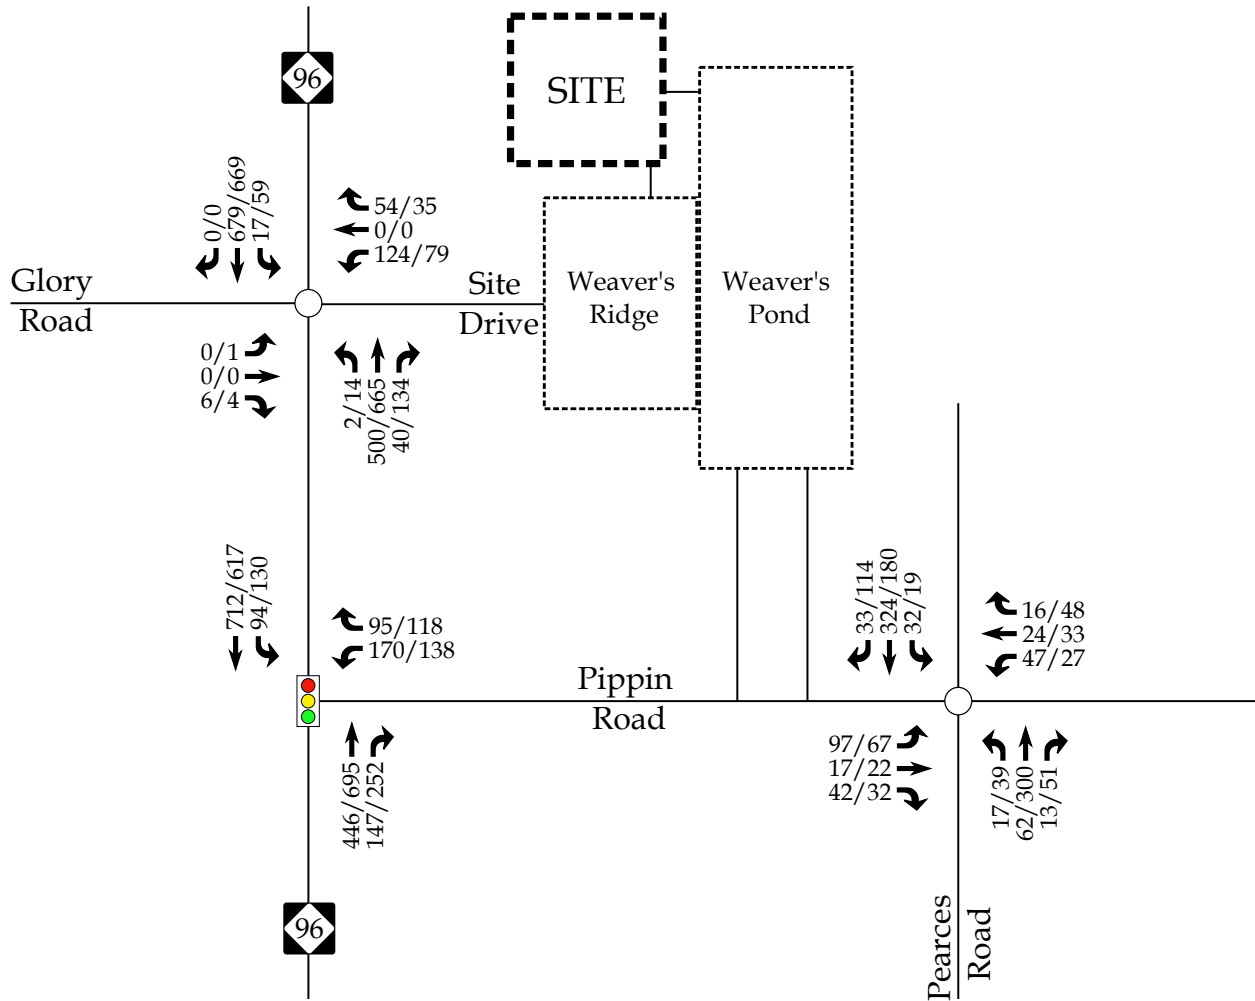 96
SITE
0/0
679/669
17/59
54/35
0/0
124/79
Glory
Road
Site
Drive
Weaver's
Ridge
Weaver's
Pond
0/1
0/0
6/4
2/14
500/665
40/134
712/617
94/130
95/118
170/138
33/114
324/180
32/19
16/48
24/33
47/27
Pippin
Road
446/695
147/252
97/67
17/22
42/32
17/39
62/300
13/51
96
Pearces
Road